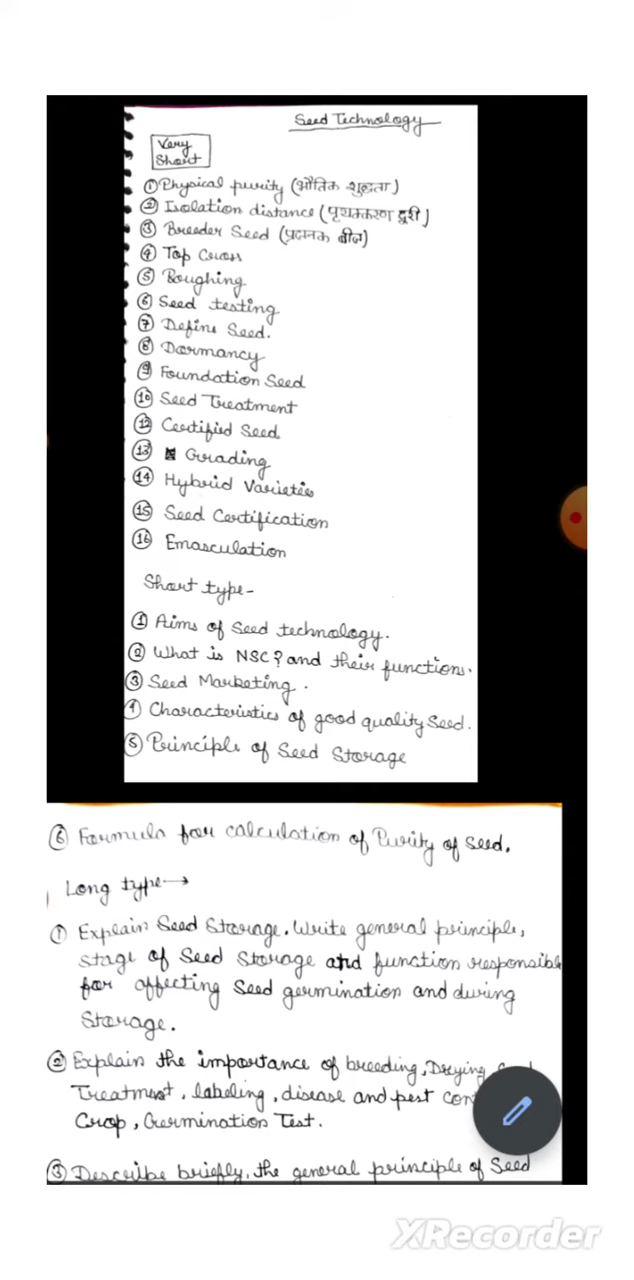 Seed Technology
Very
Short
① Physical purity (भौतिक शुद्धता)
② Isolation distance (पृथक्करण दूरी)
③ Breeder Seed (प्रजनक बीज)
④ Top Cross
⑤ Roughing
⑥ Seed testing
⑦ Define Seed.
⑧ Dormancy
⑨ Foundation Seed
⑩ Seed Treatment
⑫ Certified Seed
⑬ Grading
⑭ Hybrid Varieties
⑮ Seed Certification
⑯ Emasculation
Short type-
① Aims of Seed technology.
② What is NSC? and their functions.
③ Seed Marketing.
④ Characteristics of good quality Seed.
⑤ Principle of Seed Storage
⑥ Formula for calculation of Purity of Seed.
Long type→
① Explain Seed Storage. Write general principle,
stage of Seed Storage and function responsible
for affecting Seed germination and during
Storage.
② Explain the importance of breeding, Drying,
Treatment, labeling, disease and pest
Crop, Germination Test.
③ Describe briefly, the general principle of Seed
XRecorder